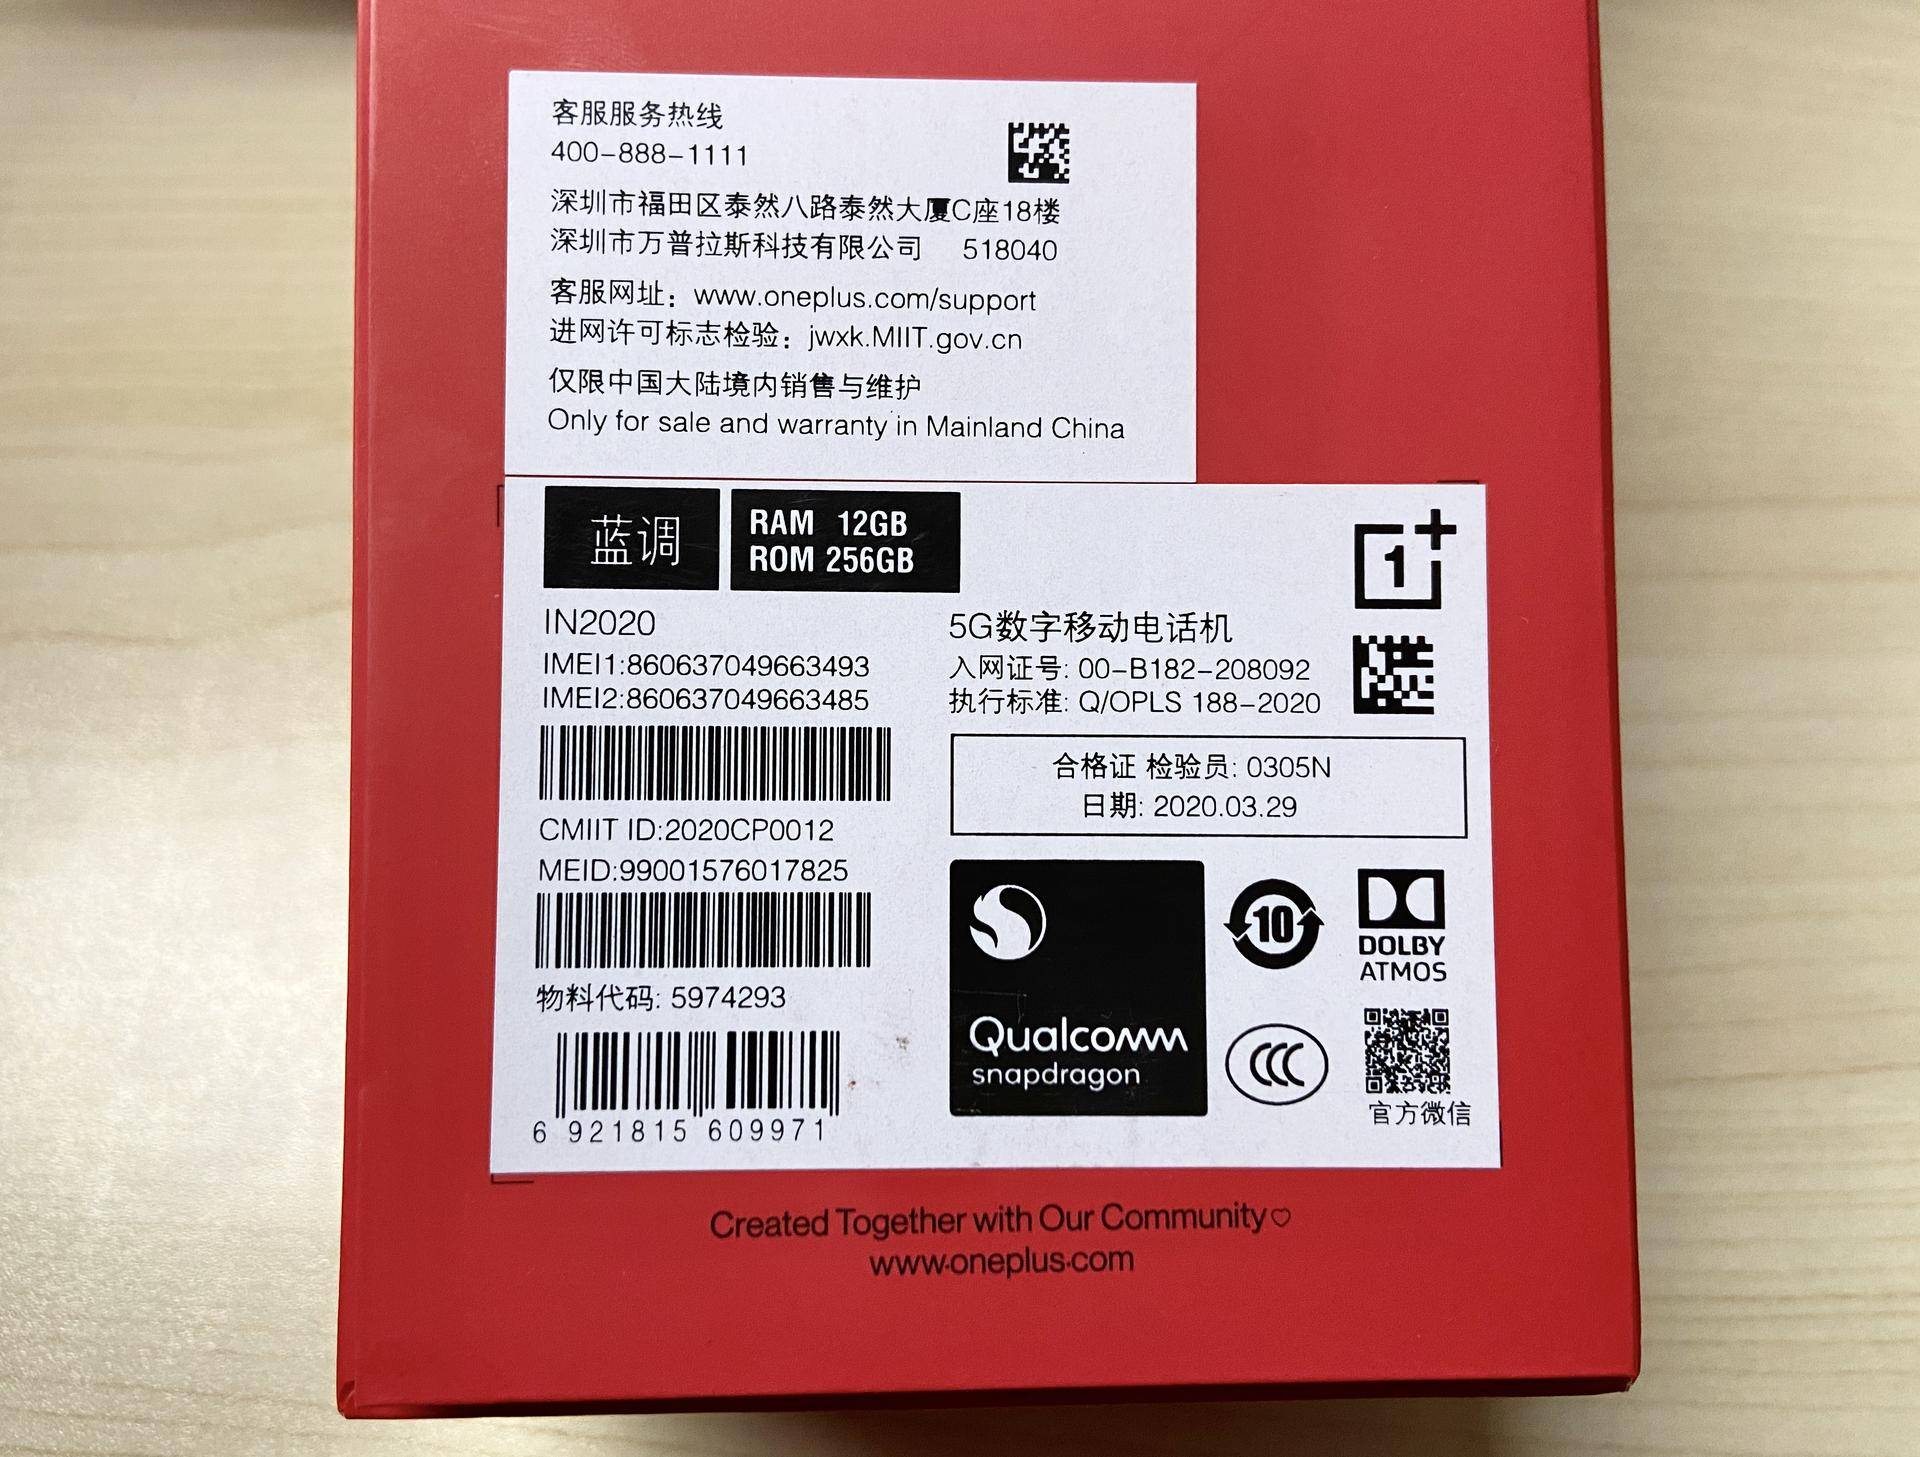 客服服务热线
400-888-1111
深圳市福田区泰然八路泰然大厦C座18楼
深圳市万普拉斯科技有限公司 518040
客服网址：www.oneplus.com/support
进网许可标志检验：jwxk.MIIT.gov.cn
仅限中国大陆境内销售与维护
Only for sale and warranty in Mainland China
蓝调
RAM 12GB
ROM 256GB
1+
IN2020
IMEI1:860637049663493
IMEI2:860637049663485
CMIIT ID:2020CP0012
MEID:99001576017825
物料代码: 5974293
6 921815 609971
5G数字移动电话机
入网证号: 00-B182-208092
执行标准: Q/OPLS 188-2020
合格证 检验员: 0305N
日期: 2020.03.29
Qualcomm
snapdragon
10
DOLBY
ATMOS
CCC
官方微信
Created Together with Our Community♡
www.oneplus.com